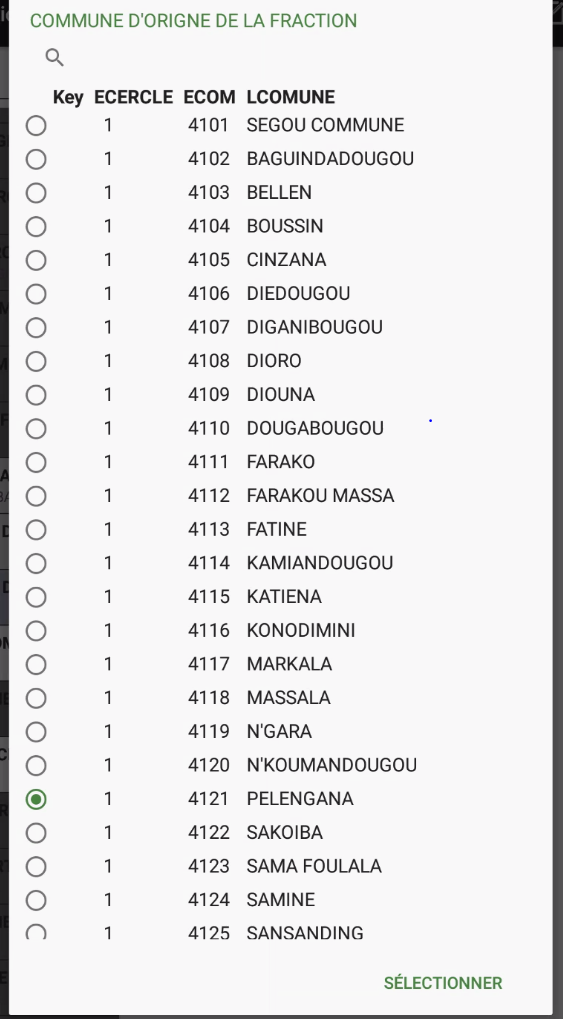 COMMUNE D'ORIGNE DE LA FRACTION
Key ECERCLE ECOM LCOMUNE
1 4101 SEGOU COMMUNE
1 4102 BAGUINDADOUGOU
1 4103 BELLEN
1 4104 BOUSSIN
1 4105 CINZANA
1 4106 DIEDOUGOU
1 4107 DIGANIBOUGOU
1 4108 DIORO
1 4109 DIOUNA
1 4110 DOUGABOUGOU
1 4111 FARAKO
1 4112 FARAKOU MASSA
1 4113 FATINE
1 4114 KAMIANDOUGOU
1 4115 KATIENA
1 4116 KONODIMINI
1 4117 MARKALA
1 4118 MASSALA
1 4119 N'GARA
1 4120 N'KOUMANDOUGOU
1 4121 PELENGANA
1 4122 SAKOIBA
1 4123 SAMA FOULALA
1 4124 SAMINE
1 4125 SANSANDING
SÉLECTIONNER